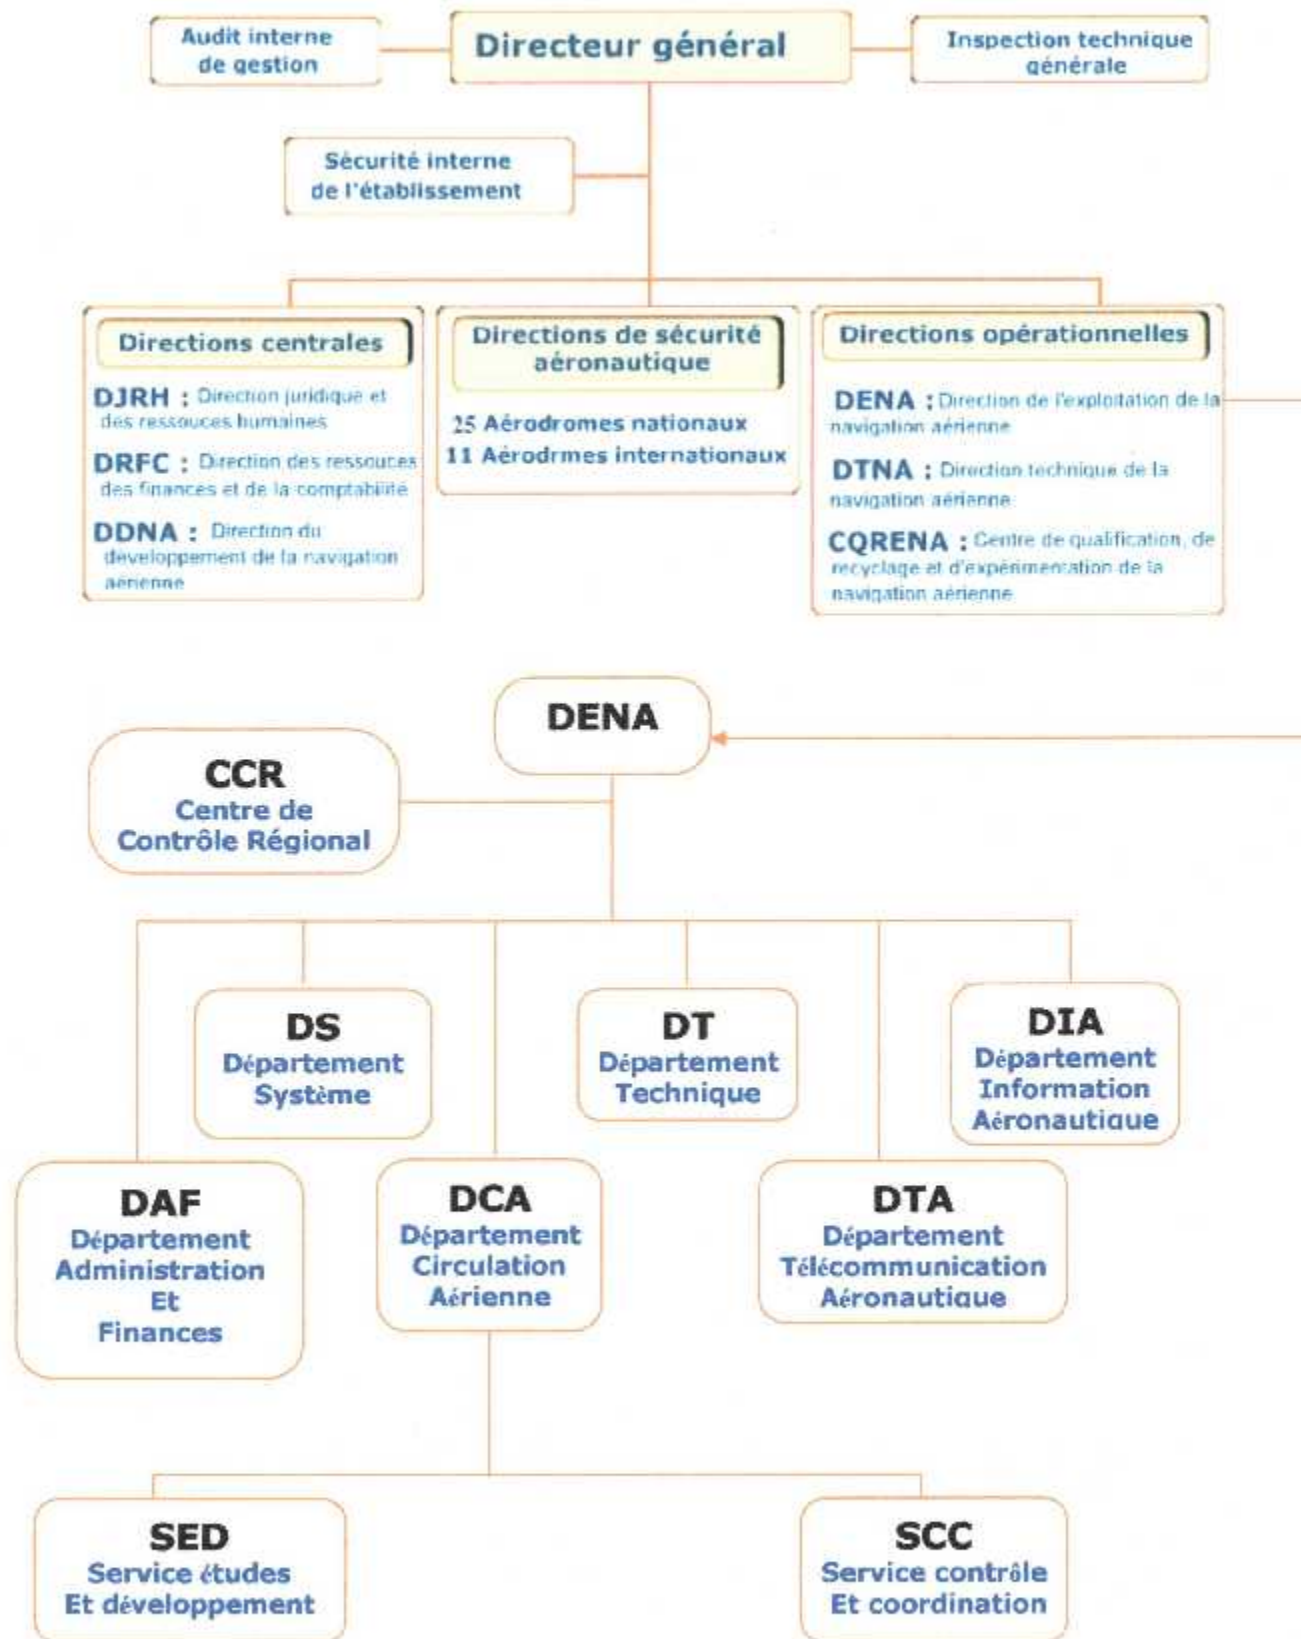 Audit interne
de gestion
Directeur général
Inspection technique
générale
Sécurité interne
de l'établissement
Directions centrales
DJRH : Direction juridique et
des ressouces humaines
DRFC : Direction des ressouces
des finances et de la comptabilité
DDNA : Direction du
développement de la navigation
aérienne
Directions de sécurité
aéronautique
25 Aérodromes nationaux
11 Aérodrmes internationaux
Directions opérationnelles
DENA : Direction de l'exploitation de la
navigation aérienne
DTNA : Direction technique de la
navigation aérienne
CQRENA : Centre de qualification, de
recyclage et d'expérimentation de la
navigation aérienne
DENA
CCR
Centre de
Contrôle Régional
DS
Département
Système
DT
Département
Technique
DIA
Département
Information
Aéronautique
DAF
Département
Administration
Et
Finances
DCA
Département
Circulation
Aérienne
DTA
Département
Télécommunication
Aéronautique
SED
Service études
Et développement
SCC
Service contrôle
Et coordination